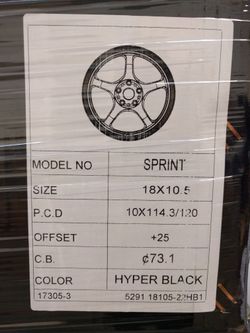 MODEL NO SPRINT
SIZE 18X10.5
P.C.D 10X114.3/120
OFFSET +25
C.B. ¢73.1
COLOR HYPER BLACK
17305-3 5291 18105-22HB1